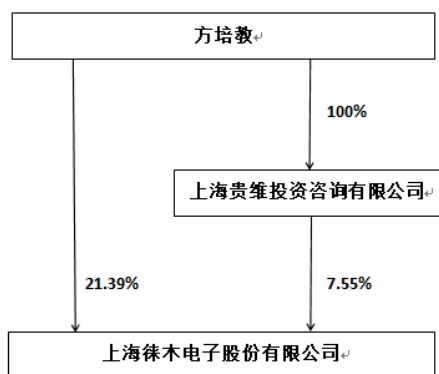 方培教
100%
上海贵维投资咨询有限公司
21.39%
7.55%
上海徕木电子股份有限公司